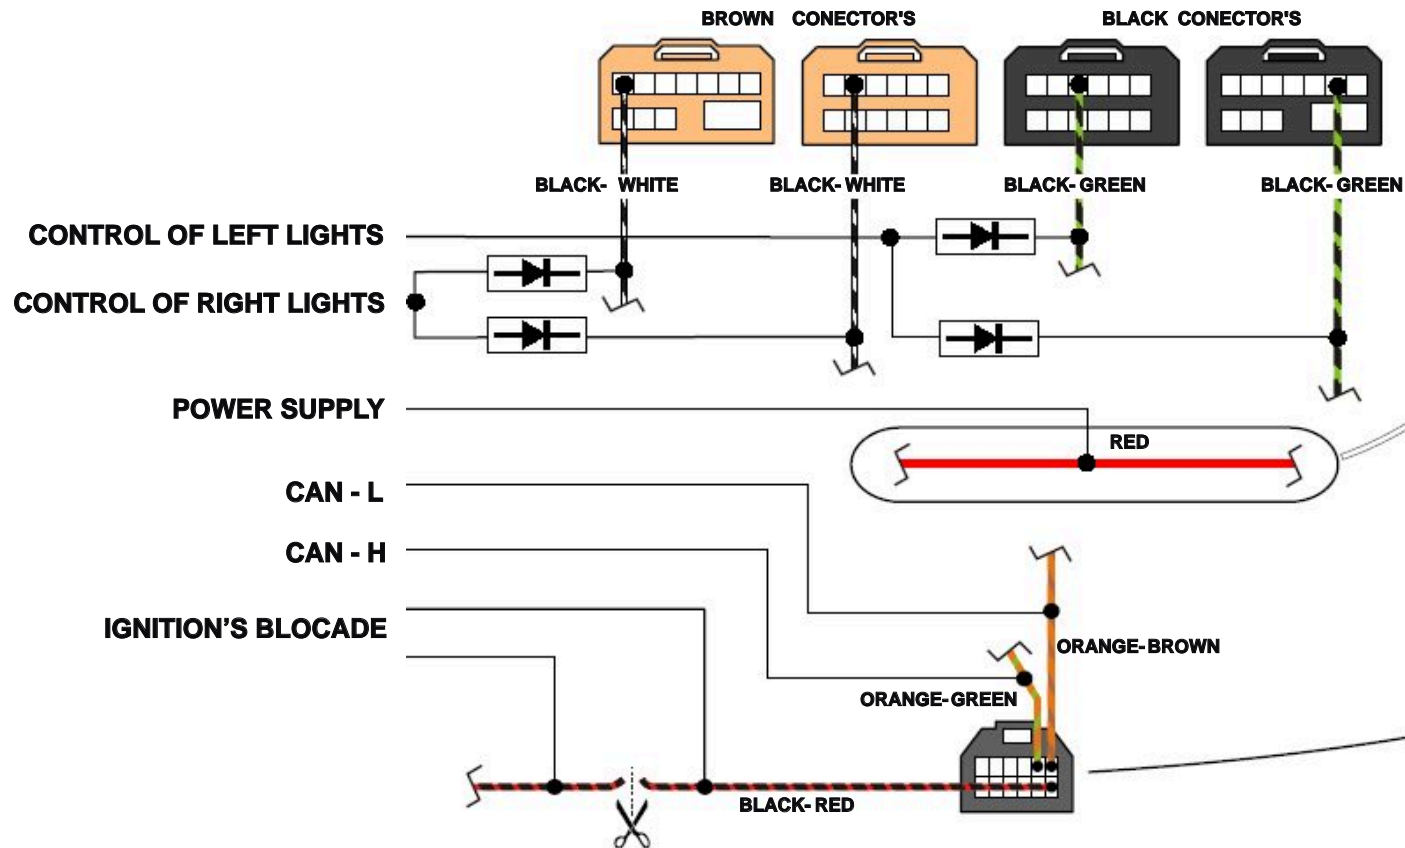 BROWN CONECTOR'S
BLACK CONECTOR'S
BLACK- WHITE
BLACK-WHITE
BLACK-GREEN
BLACK-GREEN
CONTROL OF LEFT LIGHTS
CONTROL OF RIGHT LIGHTS
POWER SUPPLY
RED
CAN - L
CAN - H
IGNITION'S BLOCADE
ORANGE-BROWN
ORANGE-GREEN
BLACK-RED